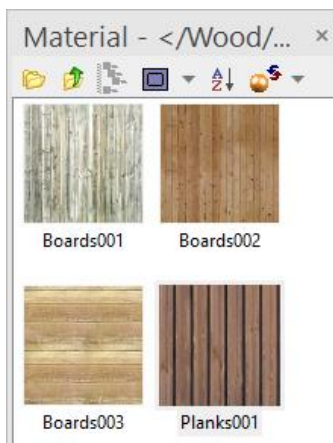 Material - </Wood/...
A
Z
Boards001
Boards002
Boards003
Planks001